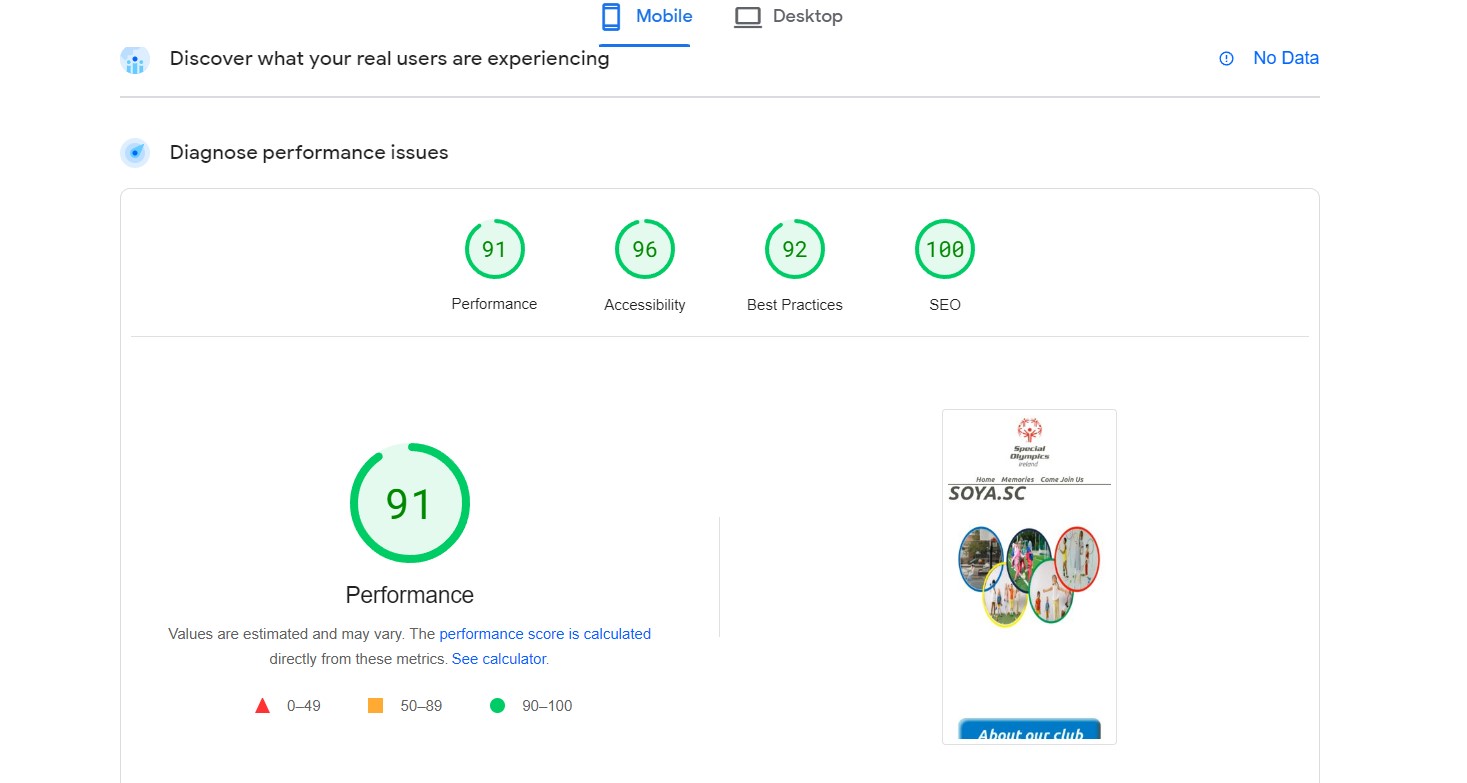 Mobile Desktop
Discover what your real users are experiencing No Data
Diagnose performance issues
91 96 92 100
Performance Accessibility Best Practices SEO
91
Performance
Values are estimated and may vary. The performance score is calculated
directly from these metrics. See calculator.
0–49 50–89 90–100
Special
Olympics
Ireland
Home Memories Come Join Us
SOYA.SC
About our club